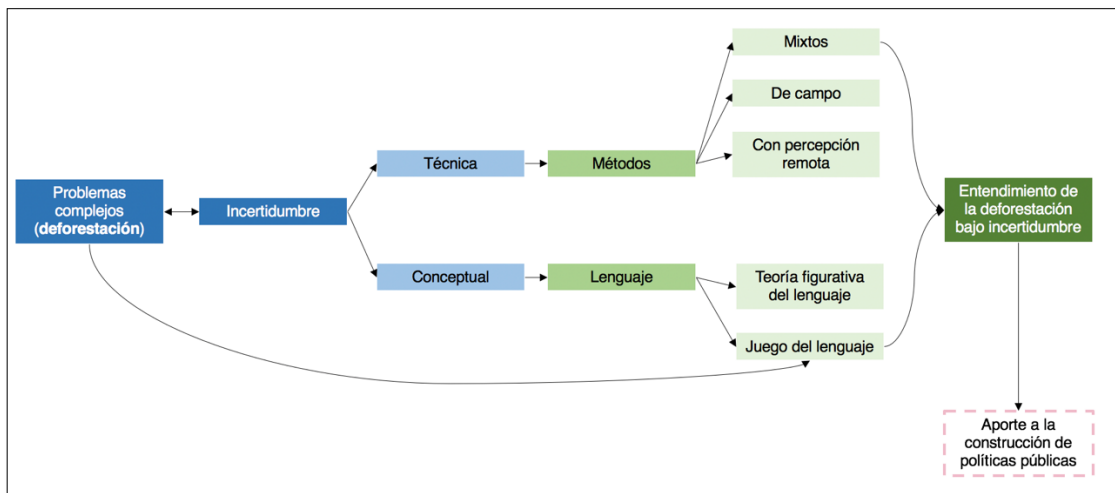 Mixtos
De campo
Con percepción
remota
Técnica
Métodos
Problemas
complejos
(deforestación)
Incertidumbre
Entendimiento de
la deforestación
bajo incertidumbre
Conceptual
Lenguaje
Teoría figurativa
del lenguaje
Juego del lenguaje
Aporte a la
construcción de
políticas públicas